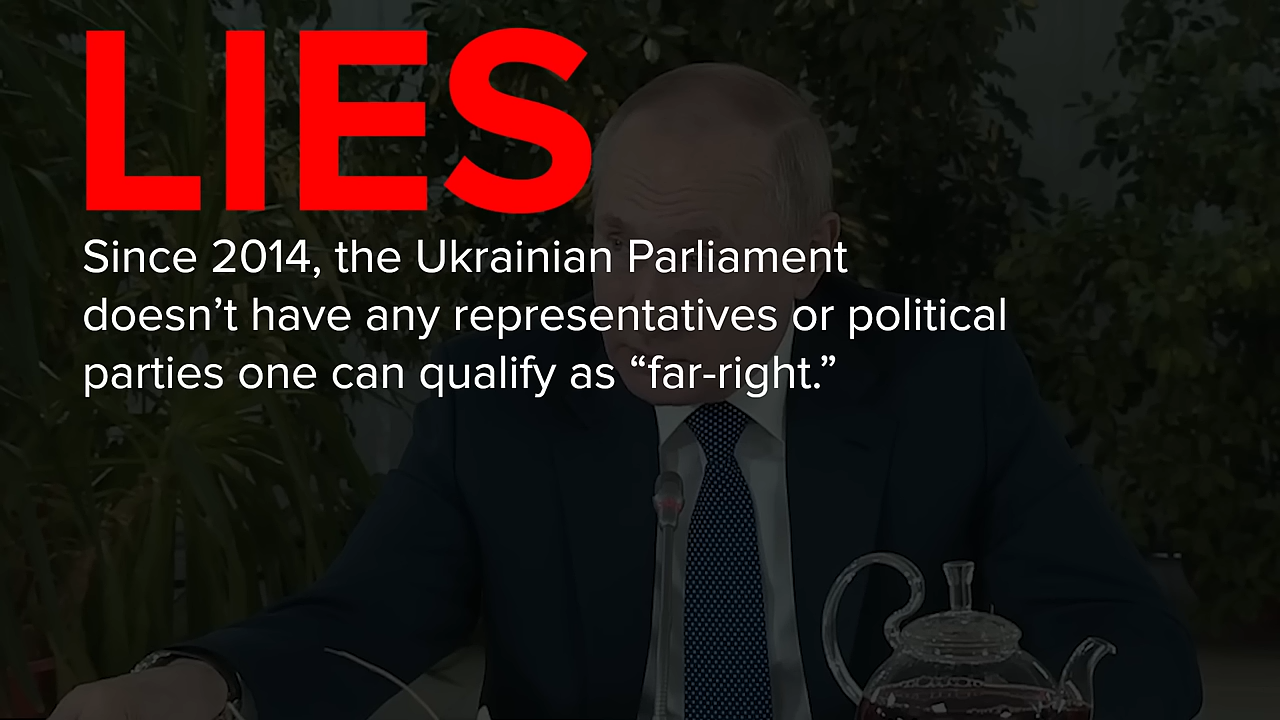 LIES
Since 2014, the Ukrainian Parliament
doesn’t have any representatives or political
parties one can qualify as “far-right.”